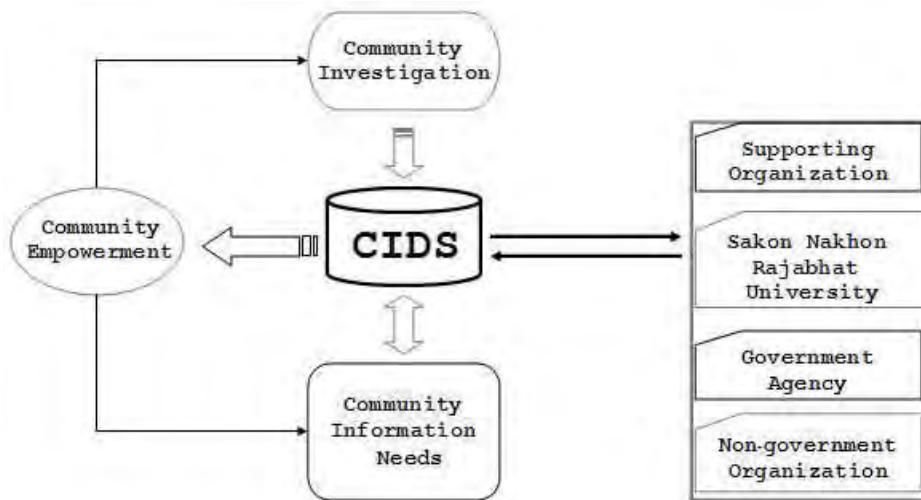 Community
Investigation
Supporting
Organization
Community
Empowerment
CIDS
Sakon Nakhon
Rajabhat
University
Government
Agency
Community
Information
Needs
Non-government
Organization